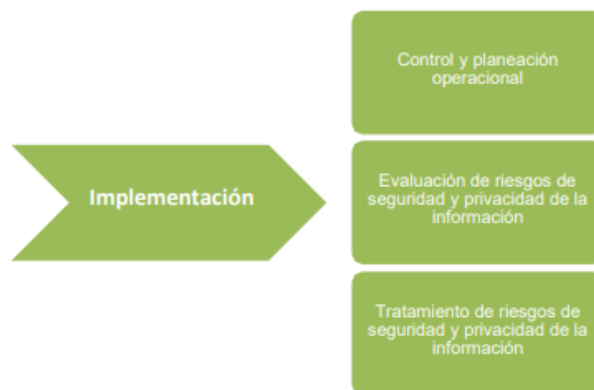 Implementación
Control y planeación
operacional
Evaluación de riesgos de
seguridad y privacidad de la
información
Tratamiento de riesgos de
seguridad y privacidad de la
información